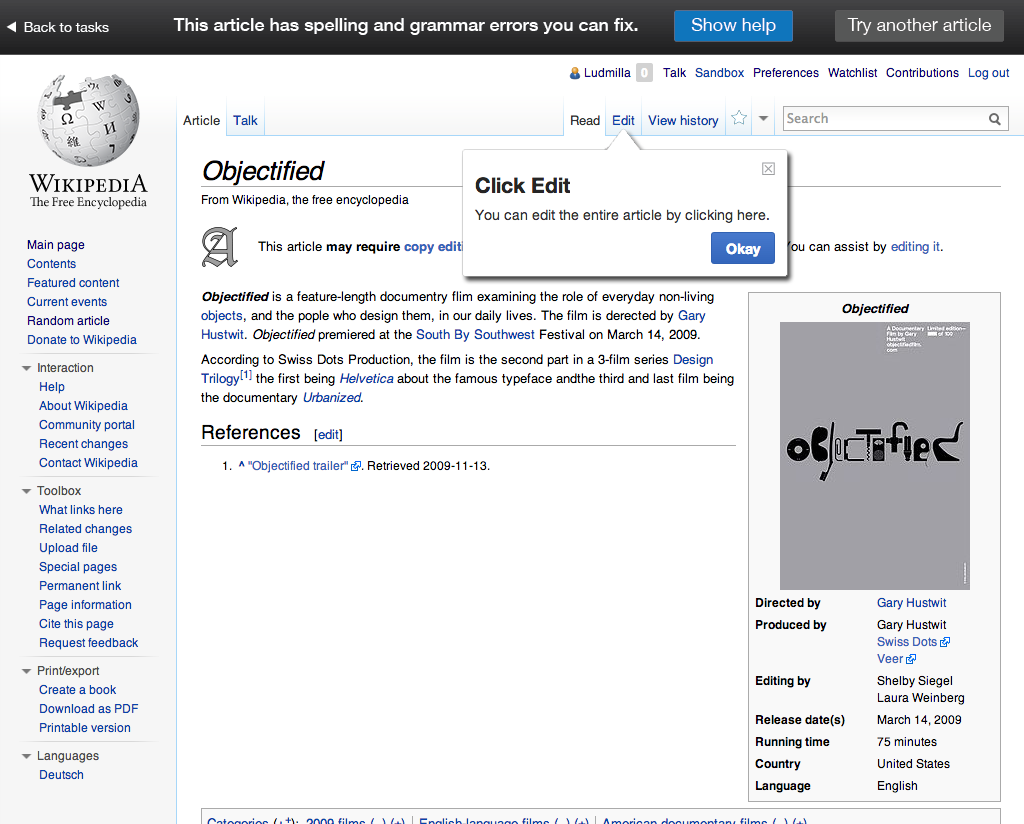 Back to tasks
This article has spelling and grammar errors you can fix.
Show help
Try another article
Ludmilla 0 Talk Sandbox Preferences Watchlist Contributions Log out
Article Talk
Read Edit View history
Search
WIKIPEDIA
The Free Encyclopedia
Main page
Contents
Featured content
Current events
Random article
Donate to Wikipedia
Interaction
Help
About Wikipedia
Community portal
Recent changes
Contact Wikipedia
Toolbox
What links here
Related changes
Upload file
Special pages
Permanent link
Page information
Cite this page
Request feedback
Print/export
Create a book
Download as PDF
Printable version
Languages
Deutsch
Objectified
From Wikipedia, the free encyclopedia
Click Edit
You can edit the entire article by clicking here.
Okay
This article may require copy editi
ou can assist by editing it.
Objectified is a feature-length documentry film examining the role of everyday non-living
objects, and the pople who design them, in our daily lives. The film is derected by Gary
Hustwit. Objectified premiered at the South By Southwest Festival on March 14, 2009.
According to Swiss Dots Production, the film is the second part in a 3-film series Design
Trilogy[1] the first being Helvetica about the famous typeface andthe third and last film being
the documentary Urbanized.
References [edit]
1. ^ "Objectified trailer". Retrieved 2009-11-13.
Objectified
A Documentary
Film by Gary
Hustwit
objectifiedfilm.
com
Limited edition
of 100
OBJECTIFIED
Directed by Gary Hustwit
Produced by Gary Hustwit
Swiss Dots
Veer
Editing by Shelby Siegel
Laura Weinberg
Release date(s) March 14, 2009
Running time 75 minutes
Country United States
Language English
Categories (++): 2009 films (−) (±) | English-language films (−) (±) | American documentary films (−) (±)